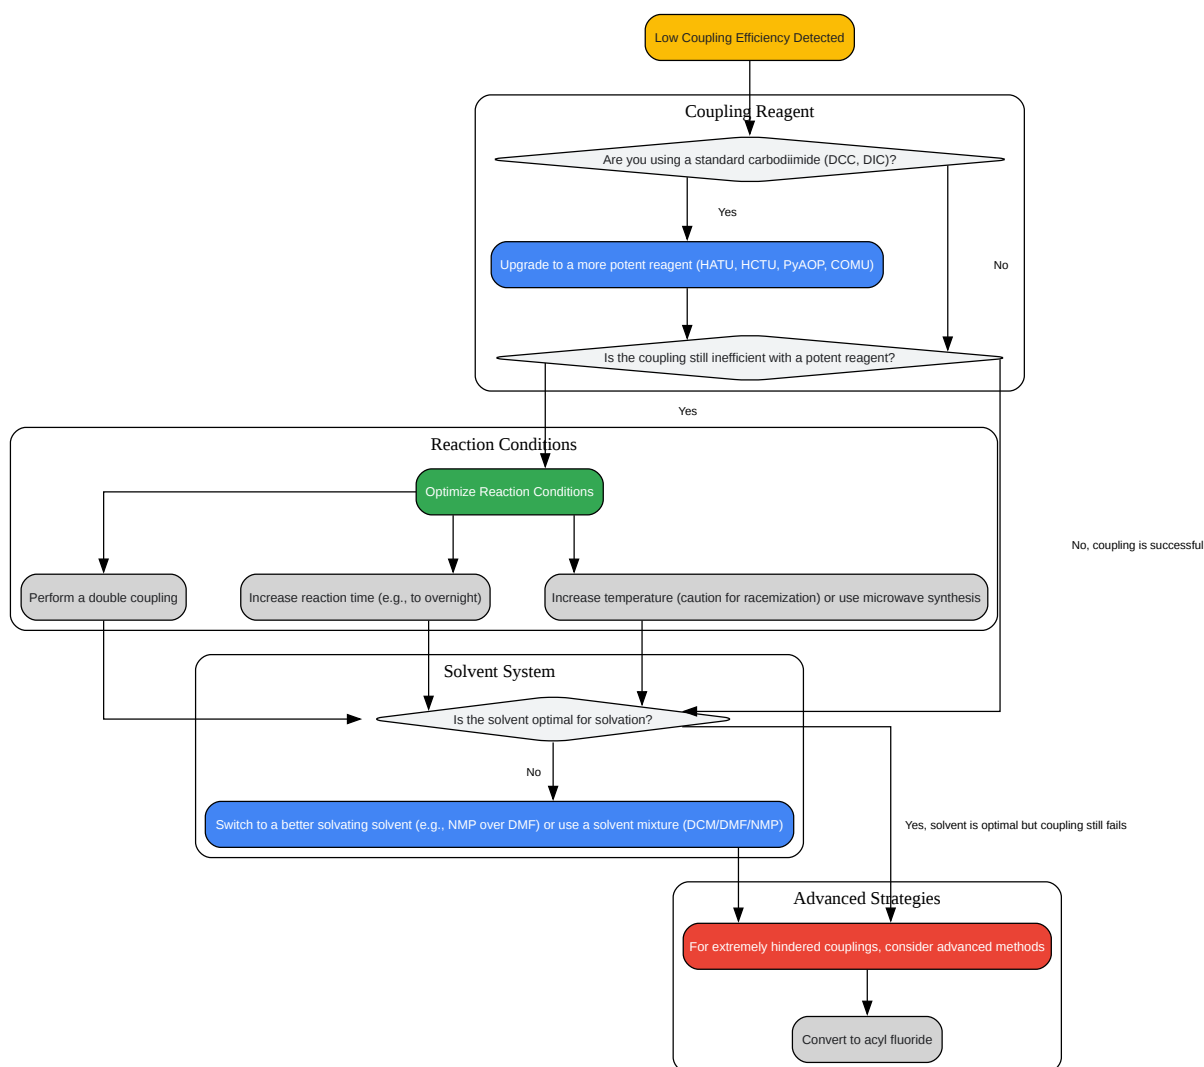 Low Coupling Efficiency Detected
Coupling Reagent
Are you using a standard carbodiimide (DCC, DIC)?
Yes
Upgrade to a more potent reagent (HATU, HCTU, PyAOP, COMU)
No
Is the coupling still inefficient with a potent reagent?
Yes
Reaction Conditions
Optimize Reaction Conditions
No, coupling is successful
Perform a double coupling
Increase reaction time (e.g., to overnight)
Increase temperature (caution for racemization) or use microwave synthesis
Solvent System
Is the solvent optimal for solvation?
No
Switch to a better solvating solvent (e.g., NMP over DMF) or use a solvent mixture (DCM/DMF/NMP)
Yes, solvent is optimal but coupling still fails
Advanced Strategies
For extremely hindered couplings, consider advanced methods
Convert to acyl fluoride